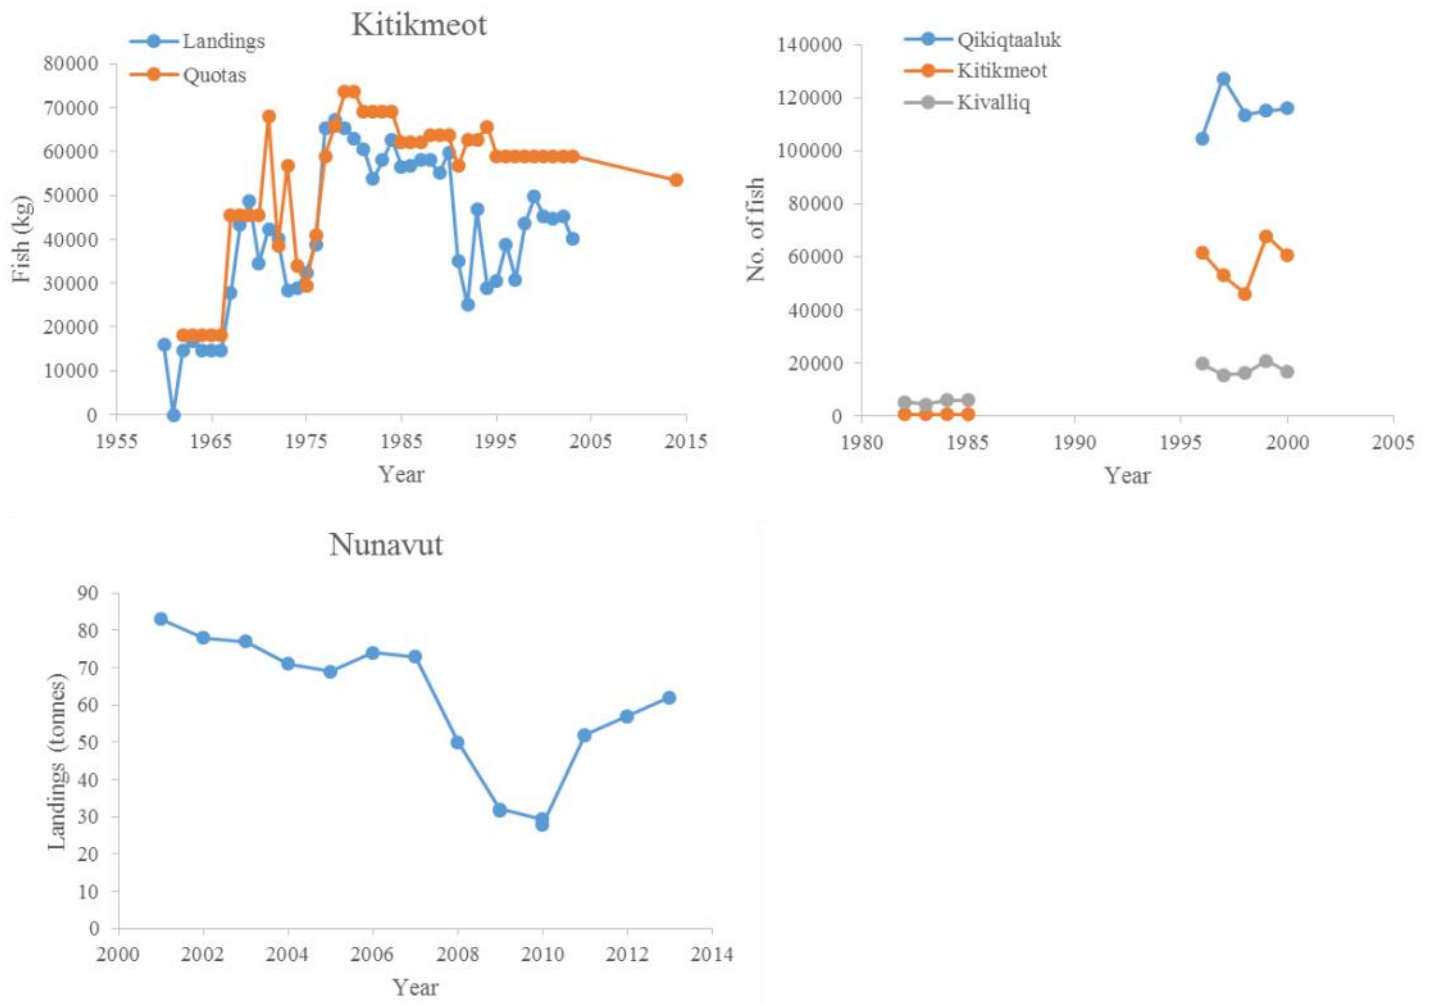 Kitikmeot
Landings
Quotas
80000
70000
60000
50000
40000
30000
20000
10000
0
Fish (kg)
1955 1965 1975 1985 1995 2005 2015
Year
Qikiqtaaluk
Kitikmeot
Kivalliq
140000
120000
100000
80000
60000
40000
20000
0
No. of fish
1980 1985 1990 1995 2000 2005
Year
Nunavut
90
80
70
60
50
40
30
20
10
0
Landings (tonnes)
2000 2002 2004 2006 2008 2010 2012 2014
Year